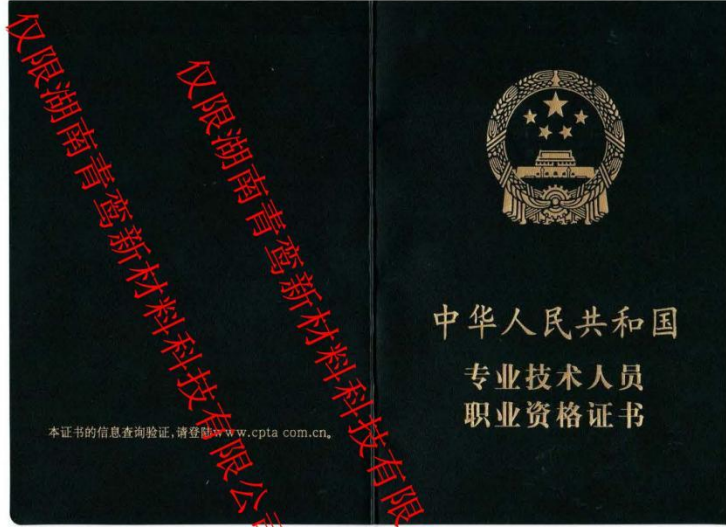 仅限湖南青鸾新材料科技有限公司
仅限湖南青鸾新材料科技有限
本证书的信息查询验证,请登陆www.cpta com.cn。
中华人民共和国
专业技术人员
职业资格证书